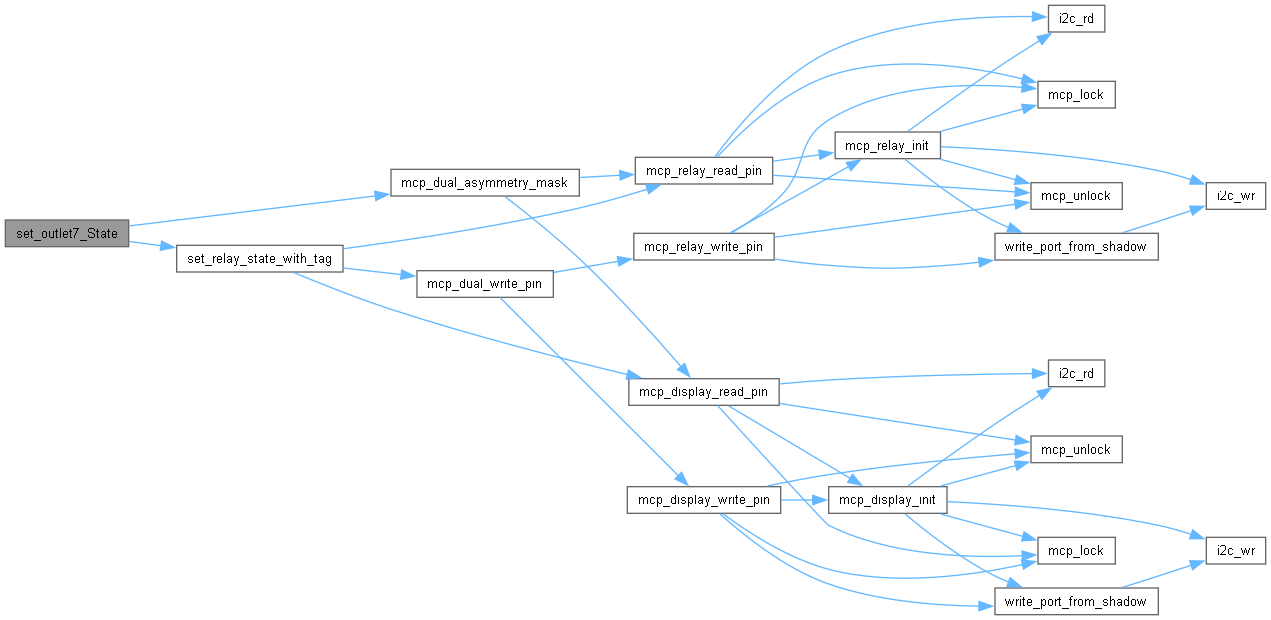 i2c_rd
mcp_lock
mcp_relay_init
mcp_relay_read_pin
mcp_dual_asymmetry_mask
mcp_unlock
i2c_wr
set_outlet7_State
mcp_relay_write_pin
write_port_from_shadow
set_relay_state_with_tag
mcp_dual_write_pin
i2c_rd
mcp_display_read_pin
mcp_unlock
mcp_display_write_pin
mcp_display_init
mcp_lock
i2c_wr
write_port_from_shadow